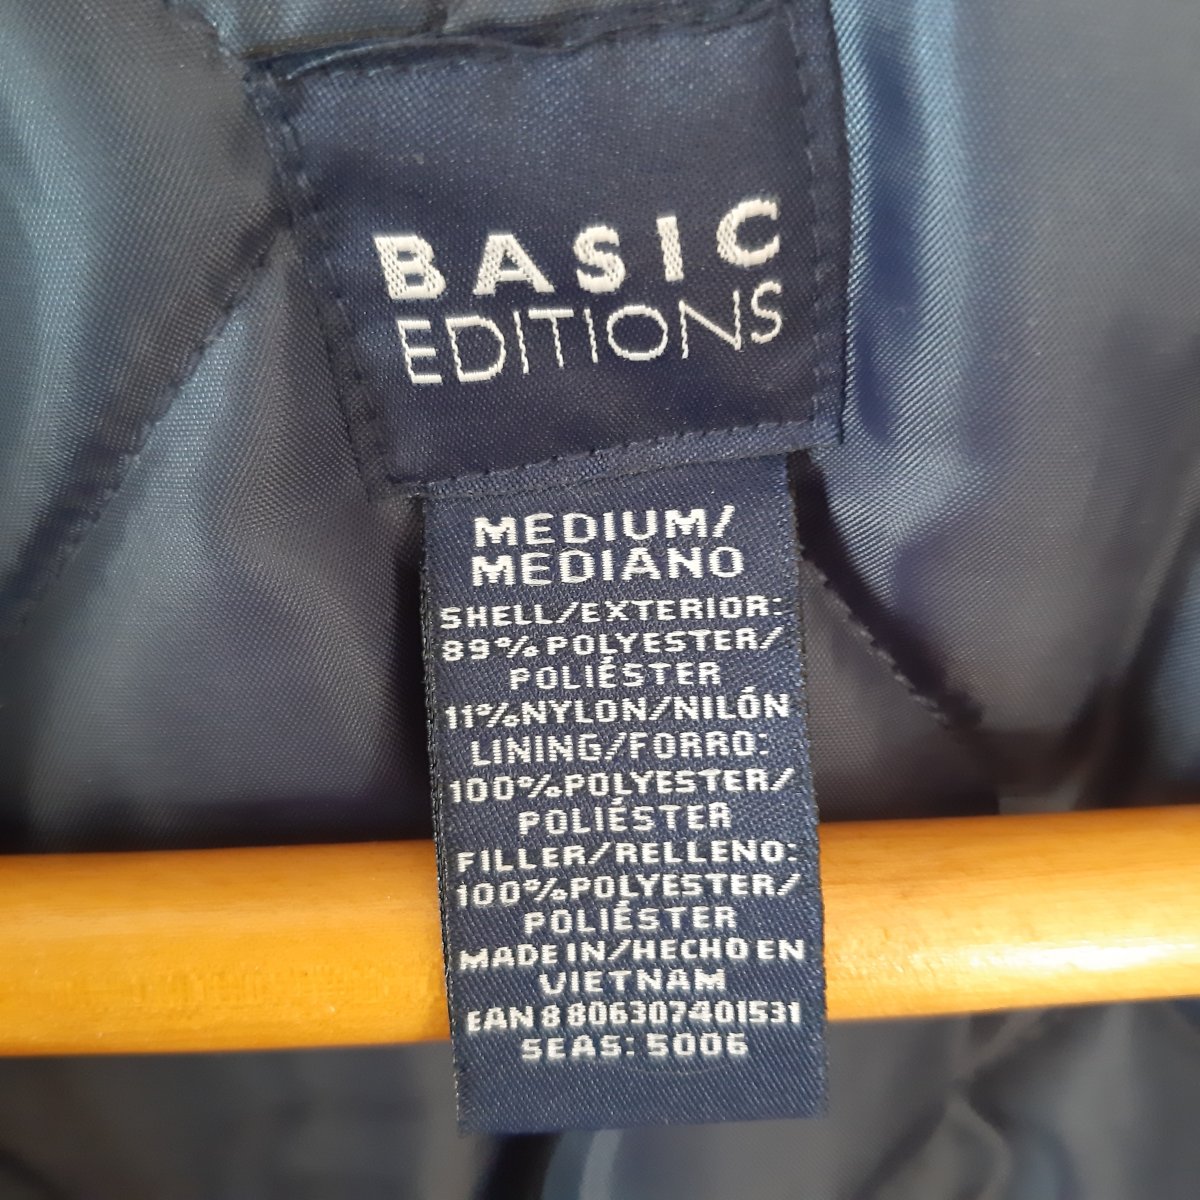 BASIC
EDITIONS
MEDIUM/
MEDIANO
SHELL/EXTERIOR:
89% POLYESTER/
POLIÉSTER
11% NYLON/NILÓN
LINING/FORRO:
100% POLYESTER/
POLIÉSTER
FILLER/RELLENO:
100% POLYESTER/
POLIÉSTER
MADE IN/HECHO EN
VIETNAM
EAN 8 806307401531
SEAS: 5006